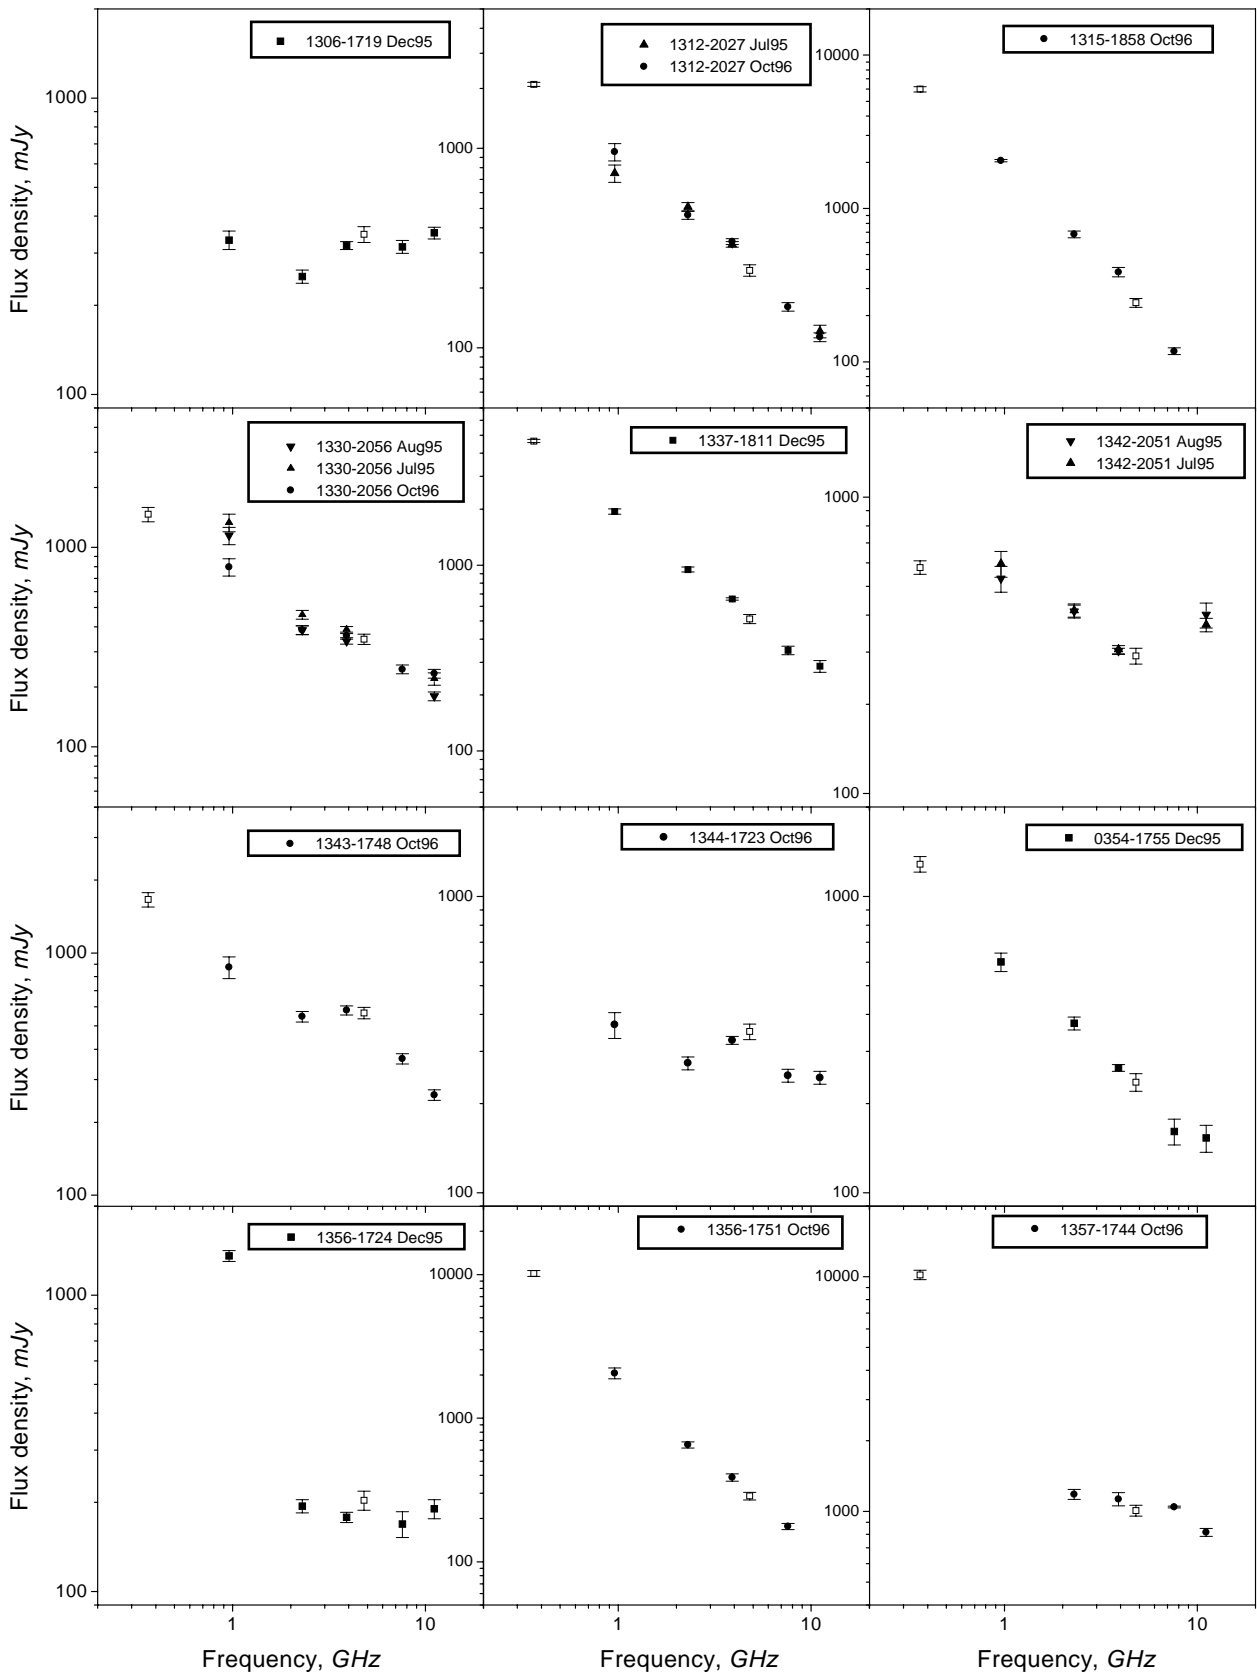 1306-1719 Dec95
1000
100
Flux density, mJy
1312-2027 Jul95
1312-2027 Oct96
1000
100
1315-1858 Oct96
10000
1000
100
1330-2056 Aug95
1330-2056 Jul95
1330-2056 Oct96
1000
100
Flux density, mJy
1337-1811 Dec95
1000
100
1342-2051 Aug95
1342-2051 Jul95
1000
100
1343-1748 Oct96
1000
100
Flux density, mJy
1344-1723 Oct96
1000
100
0354-1755 Dec95
1000
100
1356-1724 Dec95
1000
100
Flux density, mJy
1356-1751 Oct96
10000
1000
100
1357-1744 Oct96
10000
1000
1 10
1 10
1 10
Frequency, GHz
Frequency, GHz
Frequency, GHz